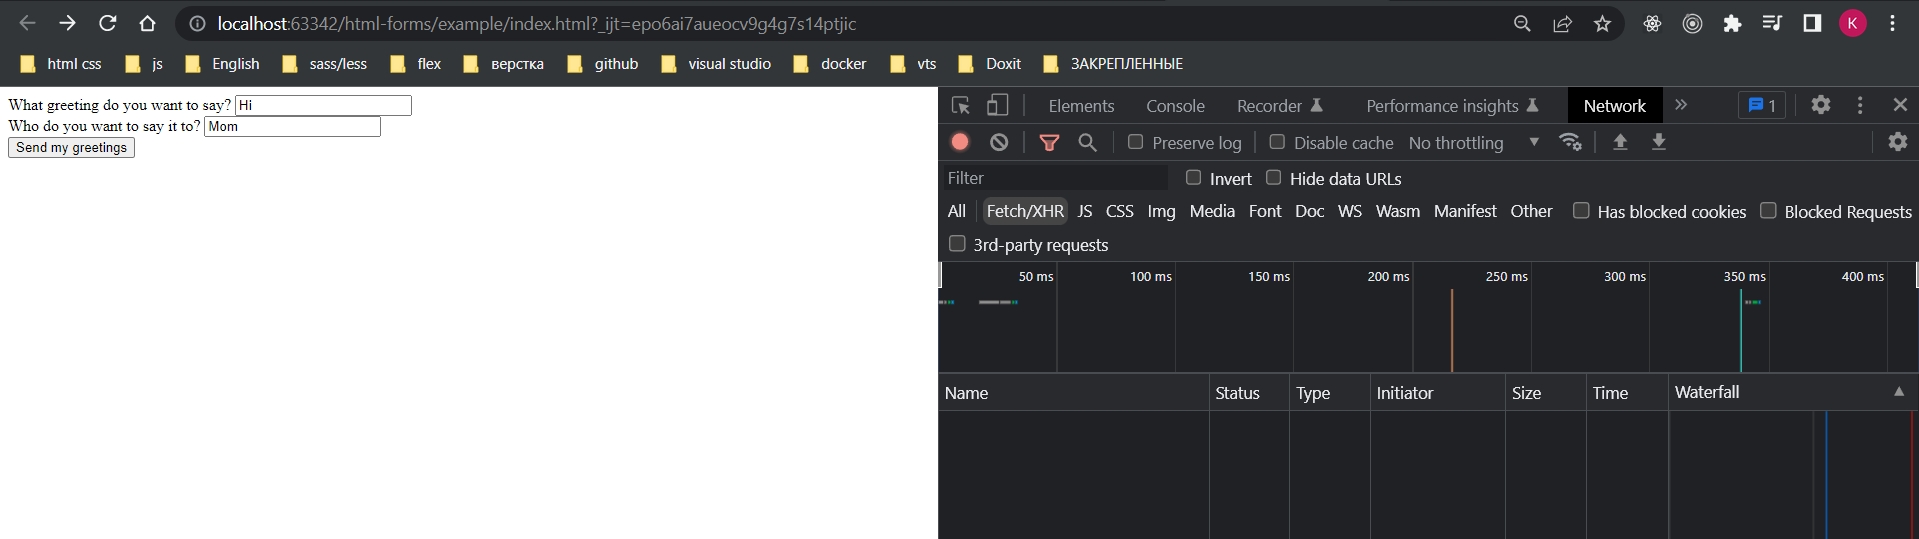 localhost:63342/html-forms/example/index.html?_ijt=epo6ai7aueocv9g4g7s14ptjic
K
html css js English sass/less flex верстка github visual studio docker vts Doxit ЗАКРЕПЛЕННЫЕ
What greeting do you want to say? Hi
Who do you want to say it to? Mom
Send my greetings
Elements Console Recorder Performance insights Network » 1
Preserve log Disable cache No throttling
Filter Invert Hide data URLs
All Fetch/XHR JS CSS Img Media Font Doc WS Wasm Manifest Other Has blocked cookies Blocked Requests
3rd-party requests
50 ms 100 ms 150 ms 200 ms 250 ms 300 ms 350 ms 400 ms
Name Status Type Initiator Size Time Waterfall